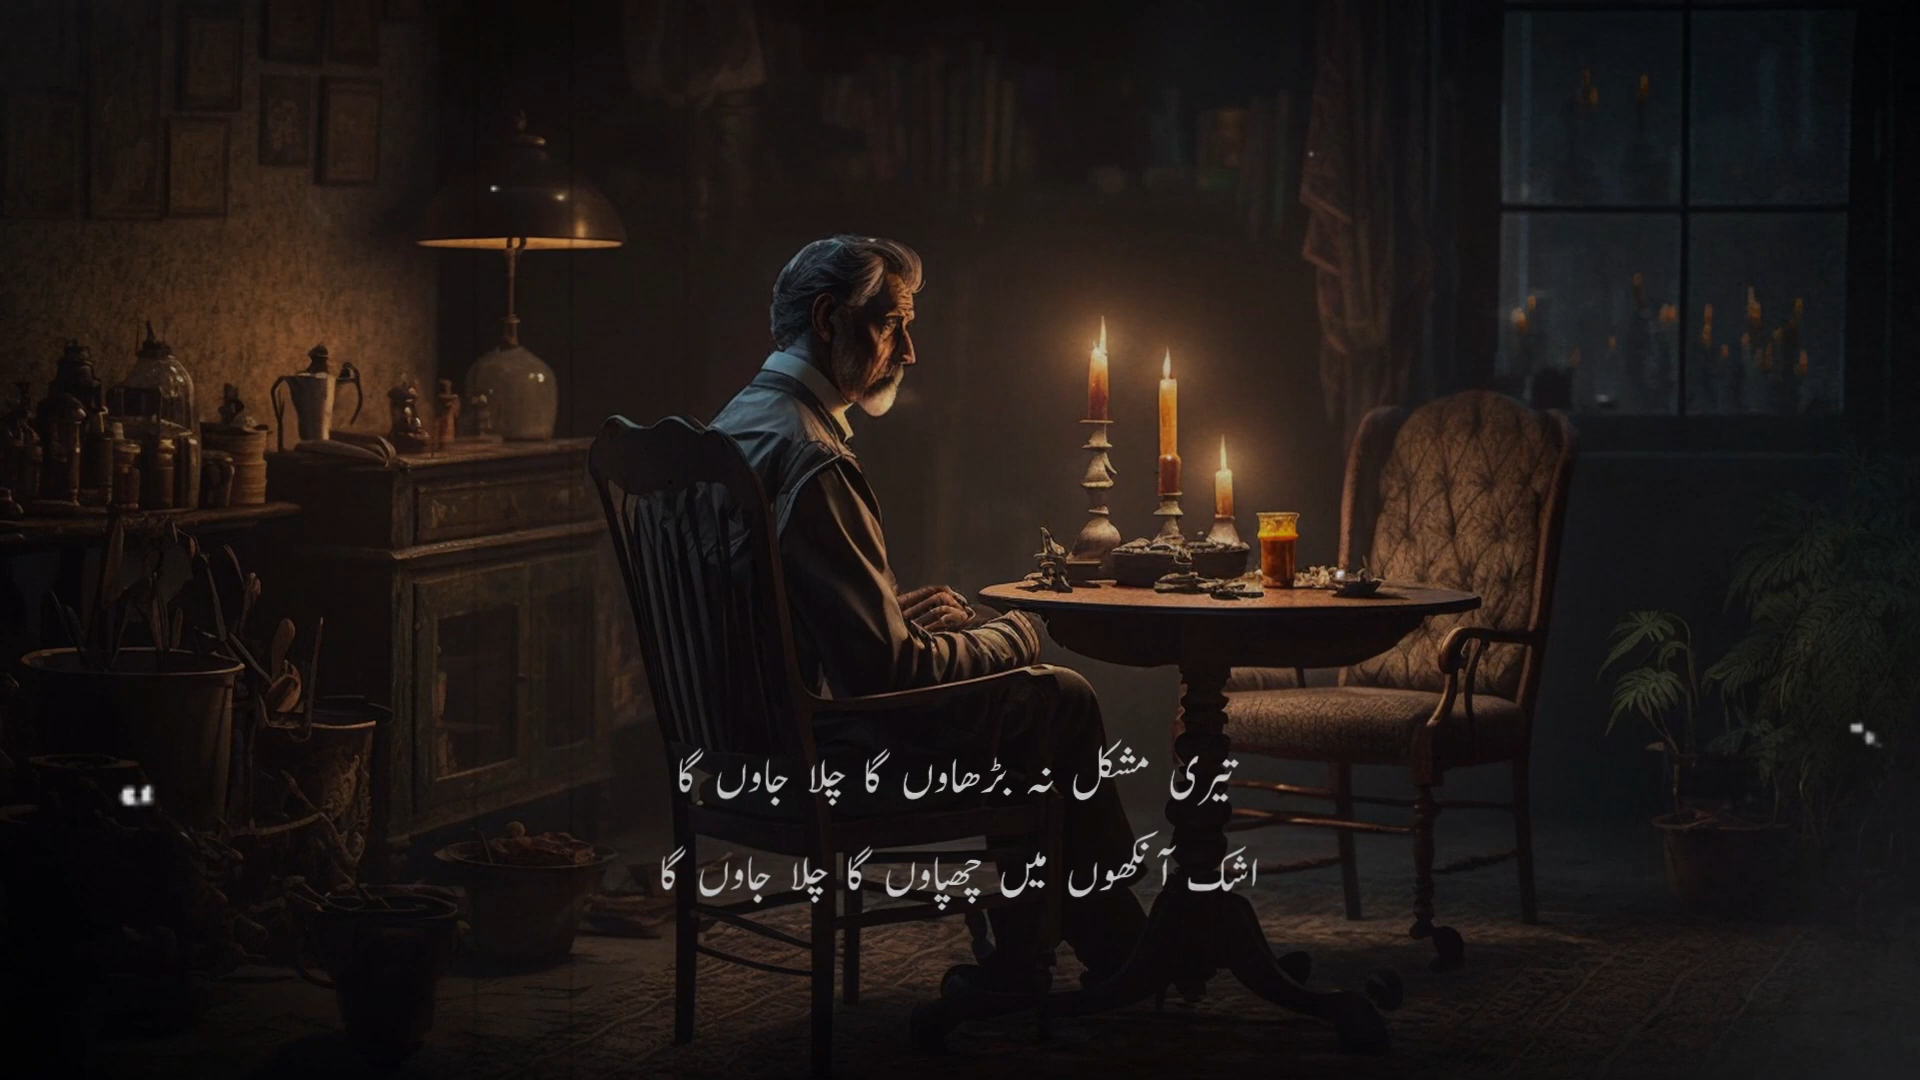 تیری مشکل نہ بڑھاوں گا چلا جاوں گا
اشک آنکھوں میں چھپاوں گا چلا جاوں گا